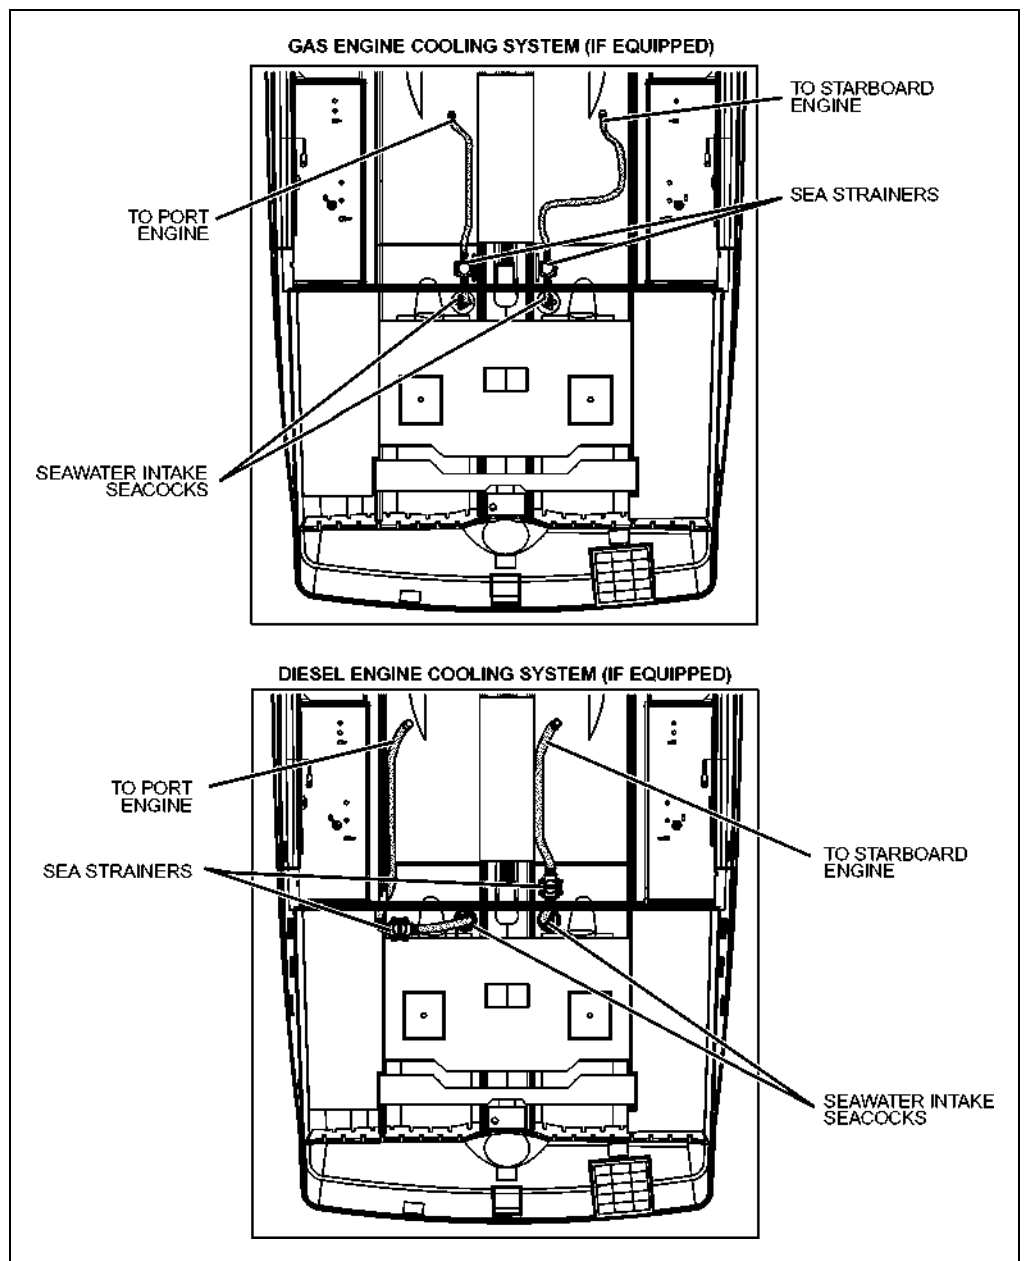 GAS ENGINE COOLING SYSTEM (IF EQUIPPED)
TO STARBOARD
ENGINE
SEA STRAINERS
TO PORT
ENGINE
SEAWATER INTAKE
SEACOCKS
DIESEL ENGINE COOLING SYSTEM (IF EQUIPPED)
TO PORT
ENGINE
SEA STRAINERS
TO STARBOARD
ENGINE
SEAWATER INTAKE
SEACOCKS